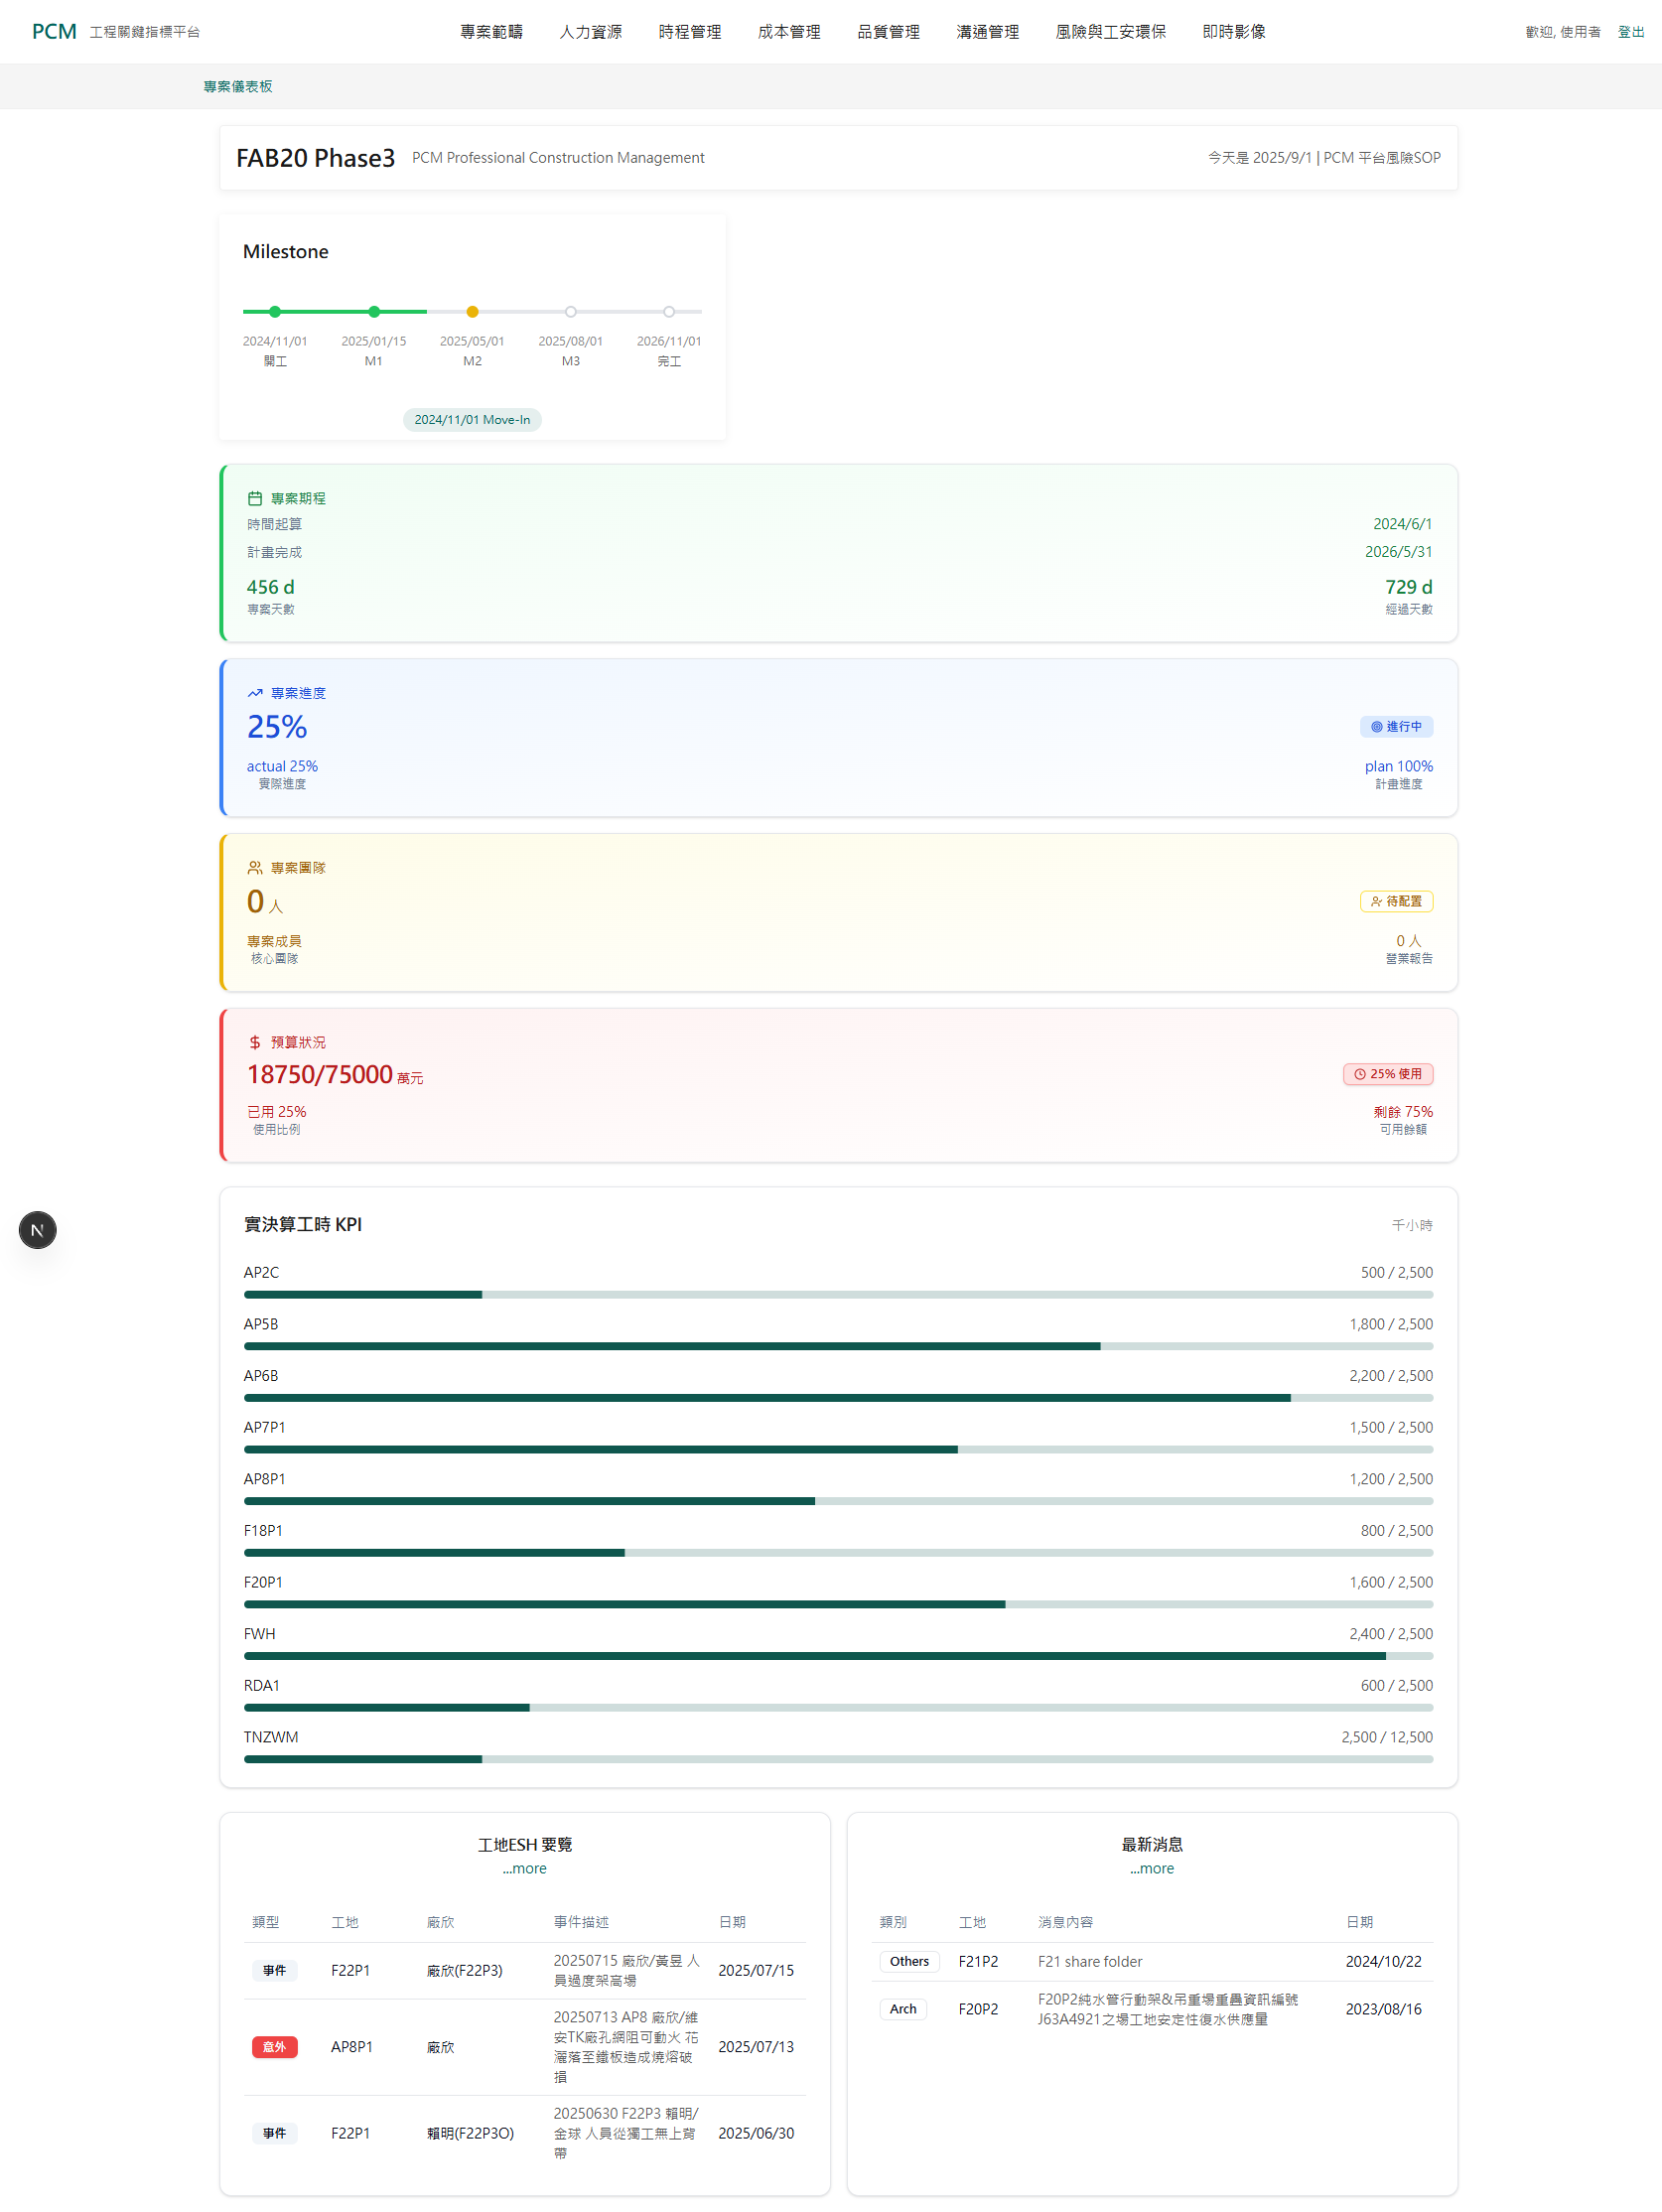 PCM 工程關鍵指標平台
專案範疇 人力資源 時程管理 成本管理 品質管理 溝通管理 風險與工安環保 即時影像
歡迎, 使用者 登出
專案儀表板
FAB20 Phase3 PCM Professional Construction Management
今天是 2025/9/1 | PCM 平台風險SOP
Milestone
2024/11/01 2025/01/15 2025/05/01 2025/08/01 2026/11/01
開工 M1 M2 M3 完工
2024/11/01 Move-In
專案期程
時間起算 2024/6/1
計畫完成 2026/5/31
456 d 729 d
專案天數 經過天數
專案進度
25% 進行中
actual 25% plan 100%
實際進度 計畫進度
專案團隊
0 人 待配置
專案成員 0 人
核心團隊 營業報告
預算狀況
18750/75000 萬元 25% 使用
已用 25% 剩餘 75%
使用比例 可用餘額
實決算工時 KPI 千小時
AP2C 500 / 2,500
AP5B 1,800 / 2,500
AP6B 2,200 / 2,500
AP7P1 1,500 / 2,500
AP8P1 1,200 / 2,500
F18P1 800 / 2,500
F20P1 1,600 / 2,500
FWH 2,400 / 2,500
RDA1 600 / 2,500
TNZWM 2,500 / 12,500
N
工地ESH 要覽
...more
類型 工地 廠欣 事件描述 日期
事件 F22P1 廠欣(F22P3) 20250715 廠欣/黃昱 人
員過度架高場 2025/07/15
意外 AP8P1 廠欣 20250713 AP8 廠欣/維
安TK廠孔網阻可動火 花
灑落至鐵板造成燒熔破
損 2025/07/13
事件 F22P1 賴明(F22P3O) 20250630 F22P3 賴明/
金球 人員從獨工無上背
帶 2025/06/30
最新消息
...more
類別 工地 消息內容 日期
Others F21P2 F21 share folder 2024/10/22
Arch F20P2 F20P2純水管行動架&吊重場重疊資訊編號
J63A4921之場工地安定性復水供應量 2023/08/16